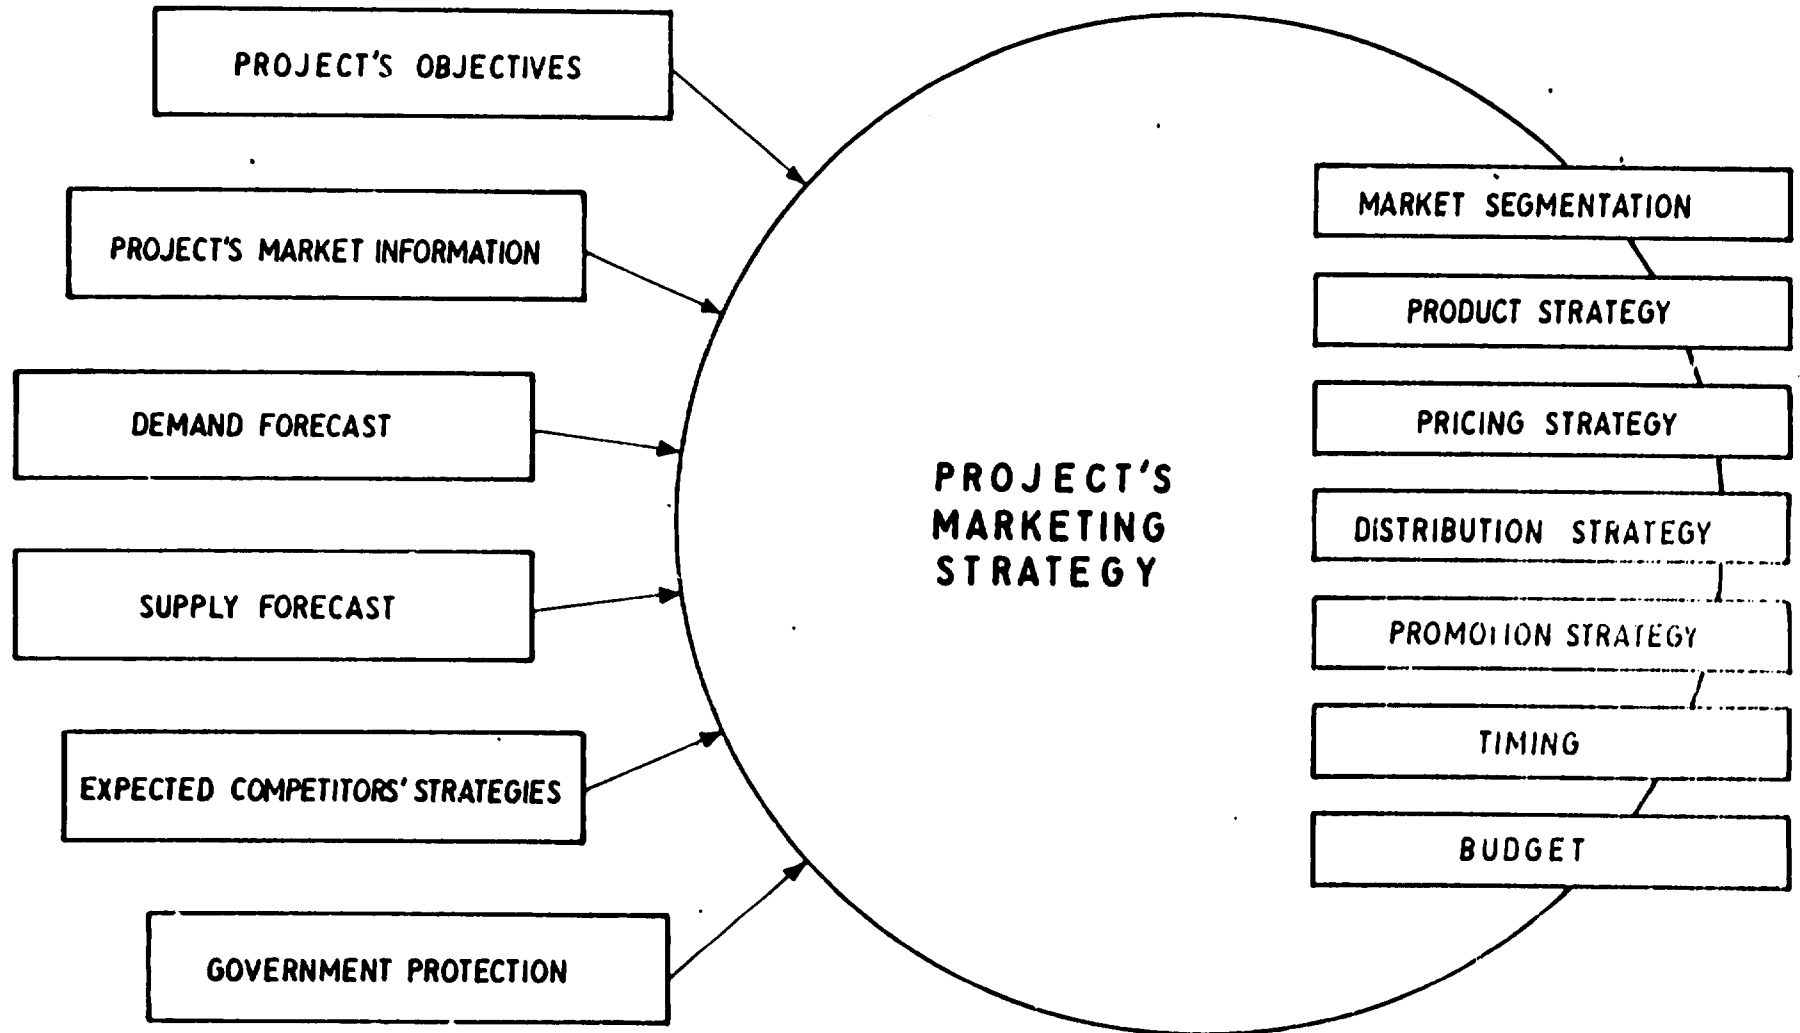 PROJECT'S OBJECTIVES
PROJECT'S MARKET INFORMATION
DEMAND FORECAST
SUPPLY FORECAST
EXPECTED COMPETITORS' STRATEGIES
GOVERNMENT PROTECTION
PROJECT'S
MARKETING
STRATEGY
MARKET SEGMENTATION
PRODUCT STRATEGY
PRICING STRATEGY
DISTRIBUTION STRATEGY
PROMOTION STRATEGY
TIMING
BUDGET